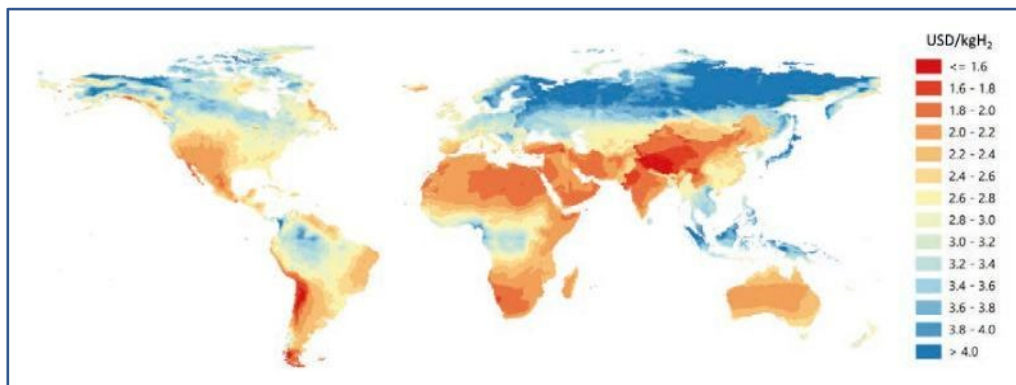 USD/kgH₂
<= 1.6
1.6 - 1.8
1.8 - 2.0
2.0 - 2.2
2.2 - 2.4
2.4 - 2.6
2.6 - 2.8
2.8 - 3.0
3.0 - 3.2
3.2 - 3.4
3.4 - 3.6
3.6 - 3.8
3.8 - 4.0
> 4.0